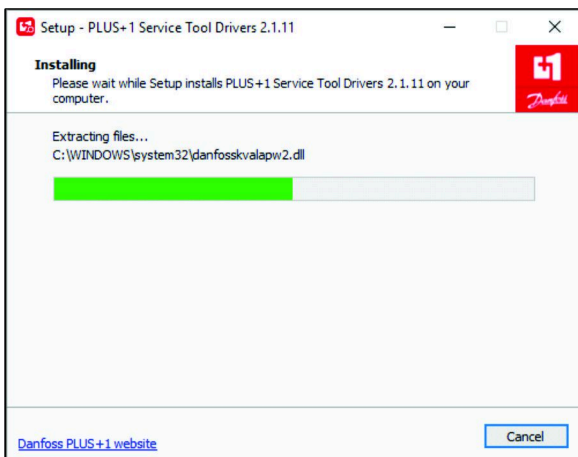 Setup - PLUS+1 Service Tool Drivers 2.1.11
Installing
Please wait while Setup installs PLUS+1 Service Tool Drivers 2.1.11 on your
computer.
Danfoss
Extracting files...
C:\WINDOWS\system32\danfosskvalapw2.dll
Cancel
Danfoss PLUS+1 website